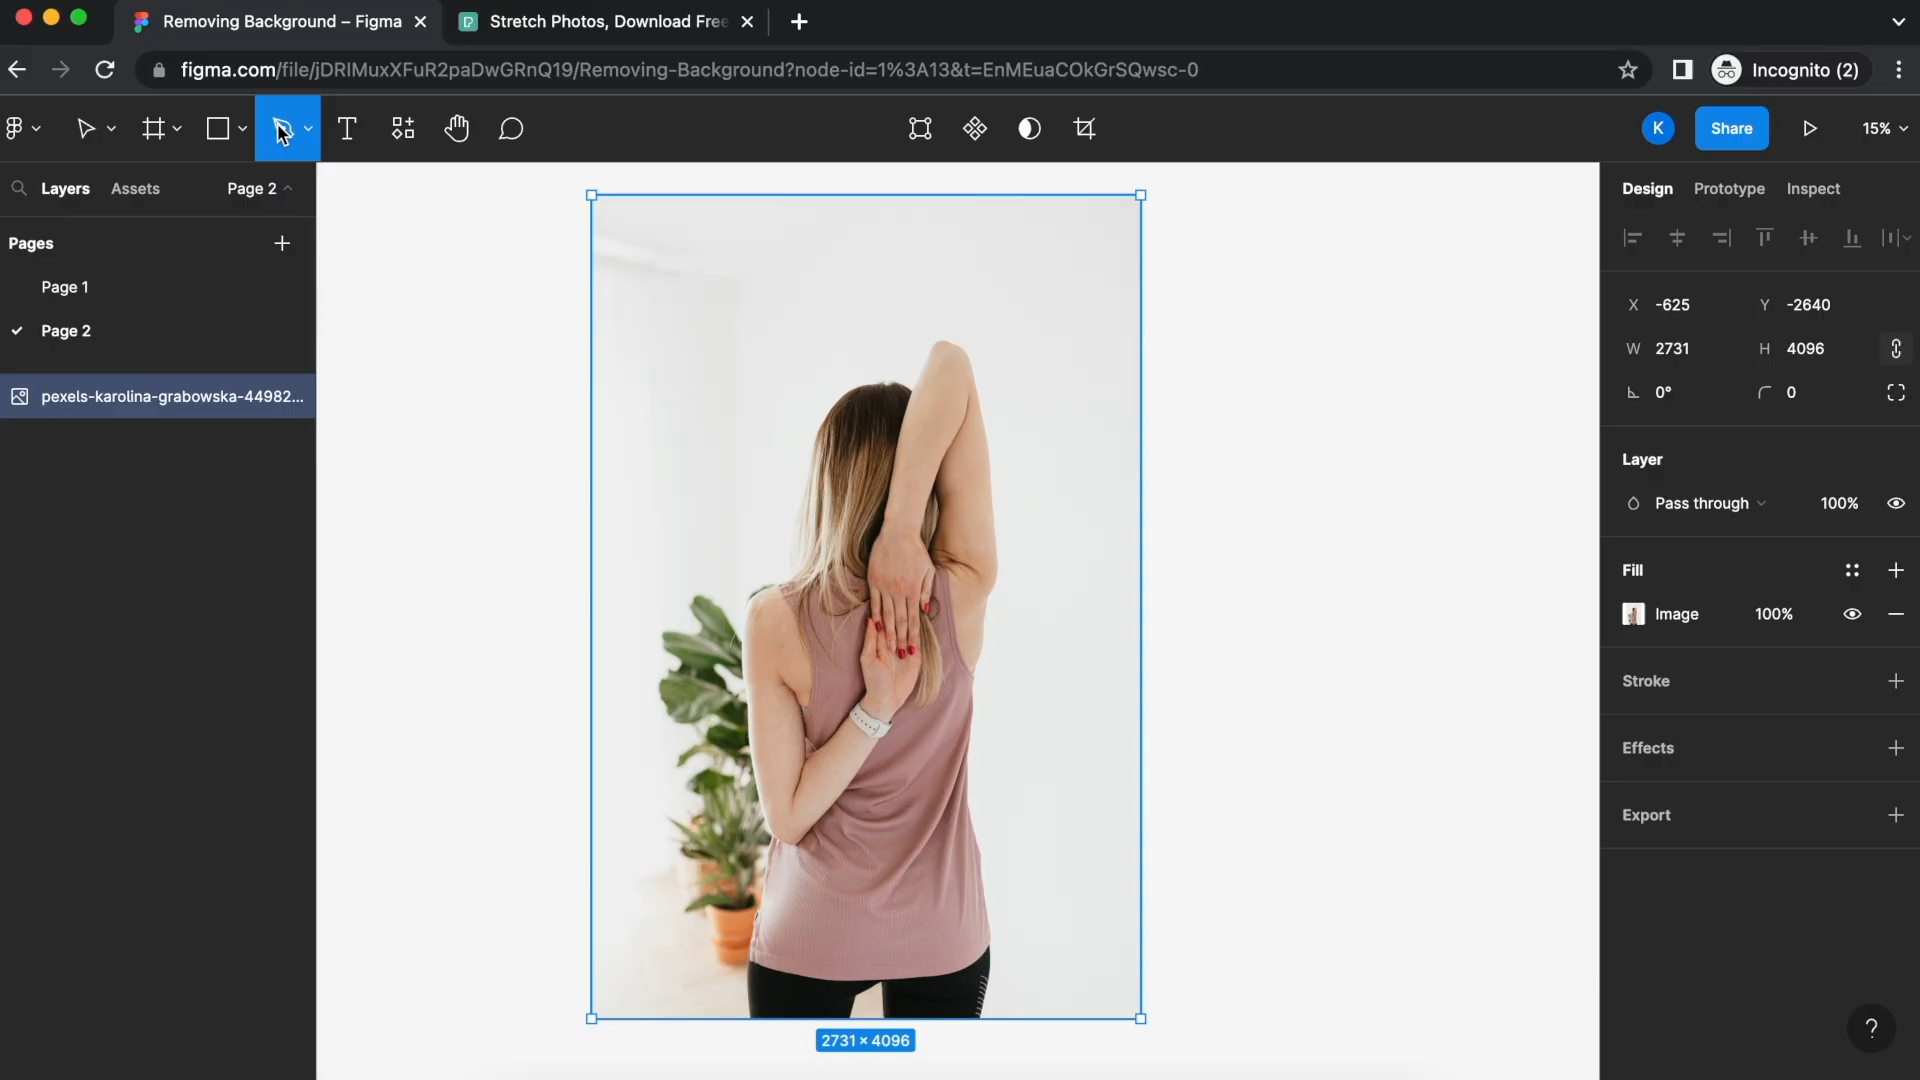 Removing Background – Figma
Stretch Photos, Download Free
figma.com/file/jDRIMuxXFuR2paDwGRnQ19/Removing-Background?node-id=1%3A13&t=EnMEuaCOkGrSQwsc-0
Incognito (2)
K
Share
15%
Layers
Assets
Page 2
Design
Prototype
Inspect
Pages
Page 1
Page 2
pexels-karolina-grabowska-44982...
X -625
Y -2640
W 2731
H 4096
0°
0
Layer
Pass through
100%
Fill
Image
100%
Stroke
Effects
Export
2731 × 4096
?